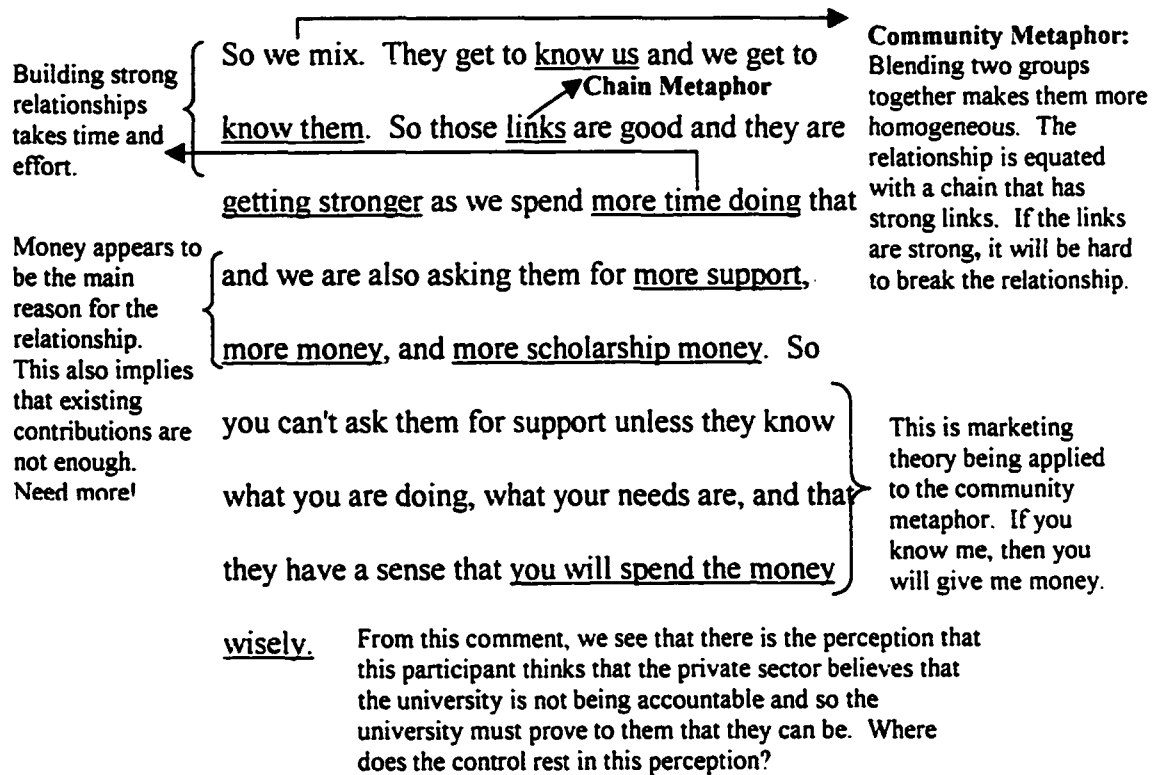 So we mix. They get to know us and we get to
Chain Metaphor
know them. So those links are good and they are
getting stronger as we spend more time doing that
and we are also asking them for more support,
more money, and more scholarship money. So
you can't ask them for support unless they know
what you are doing, what your needs are, and that
they have a sense that you will spend the money
wisely.
Building strong
relationships
takes time and
effort.
Money appears to
be the main
reason for the
relationship.
This also implies
that existing
contributions are
not enough.
Need more!
Community Metaphor:
Blending two groups
together makes them more
homogeneous. The
relationship is equated
with a chain that has
strong links. If the links
are strong, it will be hard
to break the relationship.
This is marketing
theory being applied
to the community
metaphor. If you
know me, then you
will give me money.
From this comment, we see that there is the perception that
this participant thinks that the private sector believes that
the university is not being accountable and so the
university must prove to them that they can be. Where
does the control rest in this perception?